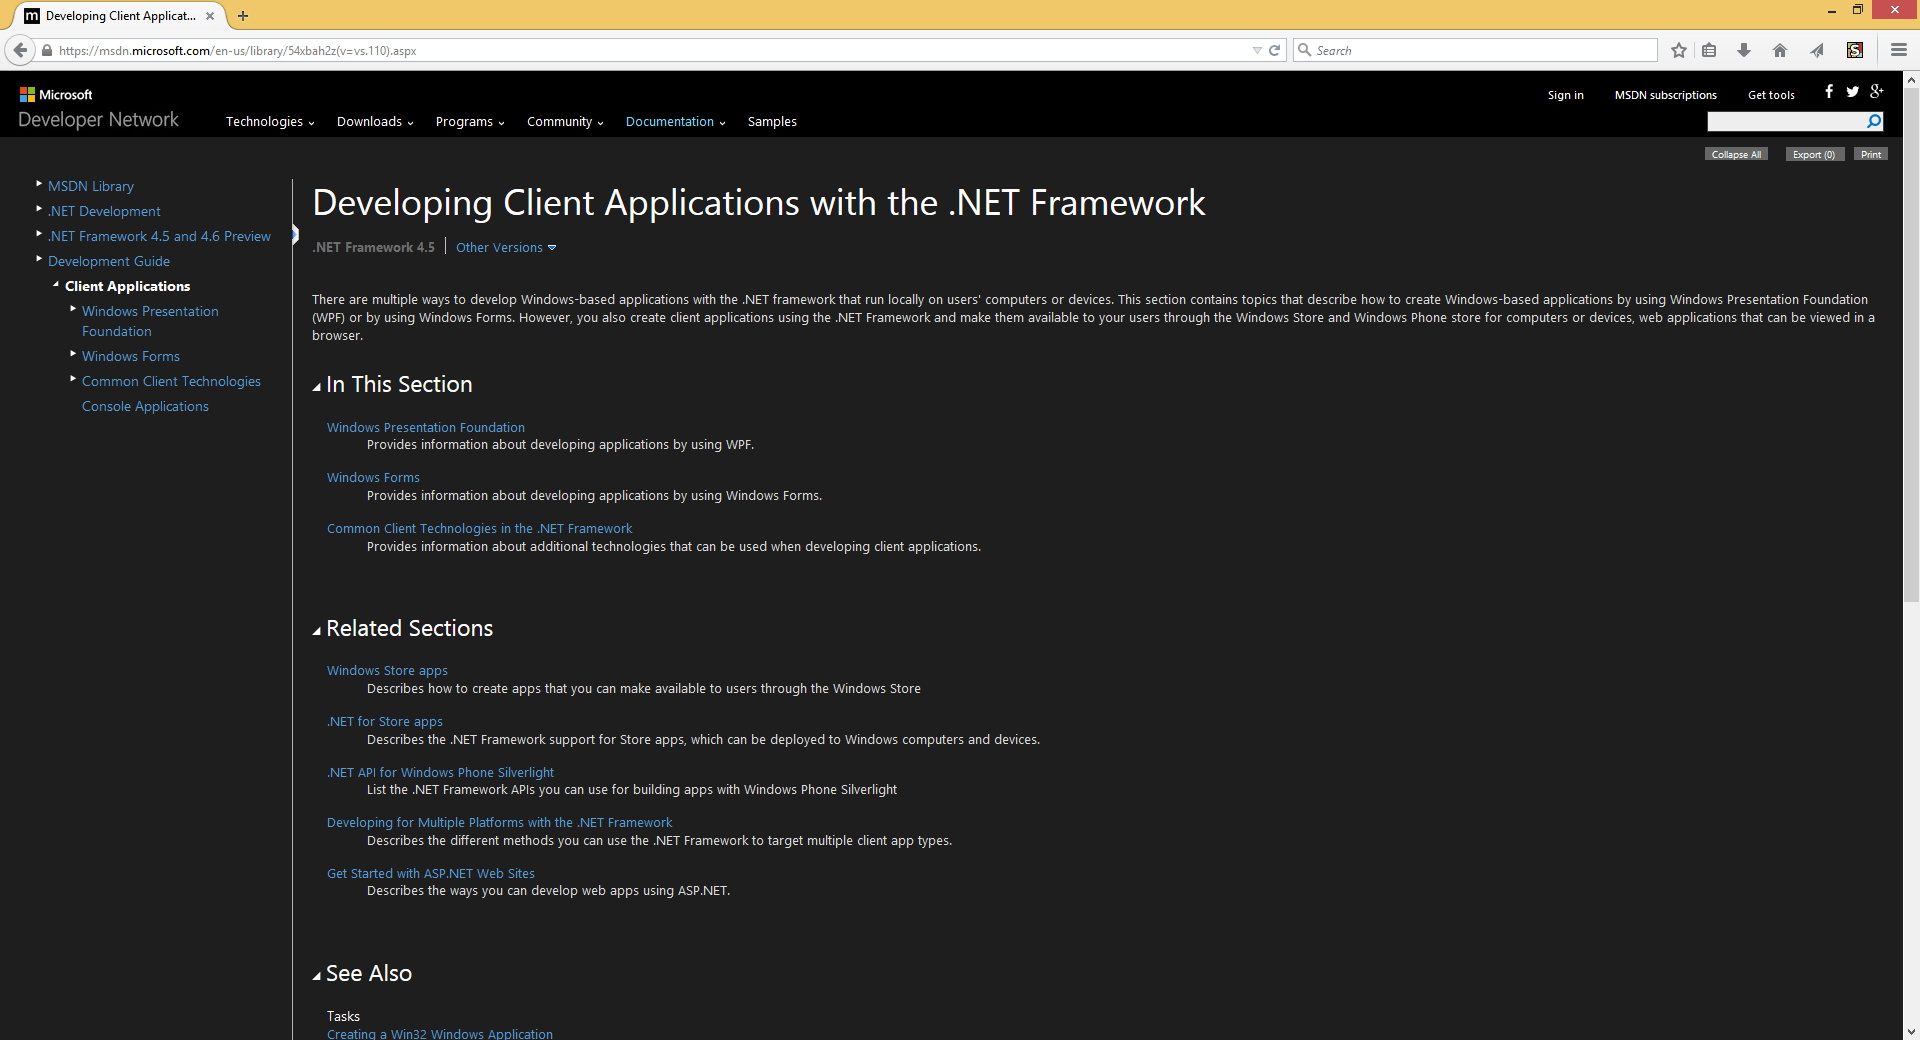 Developing Client Applicat...
https://msdn.microsoft.com/en-us/library/54xbah2z(v=vs.110).aspx
Search
Microsoft
Developer Network
Sign in
MSDN subscriptions
Get tools
Technologies
Downloads
Programs
Community
Documentation
Samples
Collapse All
Export (0)
Print
MSDN Library
.NET Development
.NET Framework 4.5 and 4.6 Preview
Development Guide
Client Applications
Windows Presentation
Foundation
Windows Forms
Common Client Technologies
Console Applications
Developing Client Applications with the .NET Framework
.NET Framework 4.5
Other Versions
There are multiple ways to develop Windows-based applications with the .NET framework that run locally on users' computers or devices. This section contains topics that describe how to create Windows-based applications by using Windows Presentation Foundation
(WPF) or by using Windows Forms. However, you also create client applications using the .NET Framework and make them available to your users through the Windows Store and Windows Phone store for computers or devices, web applications that can be viewed in a
browser.
In This Section
Windows Presentation Foundation
Provides information about developing applications by using WPF.
Windows Forms
Provides information about developing applications by using Windows Forms.
Common Client Technologies in the .NET Framework
Provides information about additional technologies that can be used when developing client applications.
Related Sections
Windows Store apps
Describes how to create apps that you can make available to users through the Windows Store
.NET for Store apps
Describes the .NET Framework support for Store apps, which can be deployed to Windows computers and devices.
.NET API for Windows Phone Silverlight
List the .NET Framework APIs you can use for building apps with Windows Phone Silverlight
Developing for Multiple Platforms with the .NET Framework
Describes the different methods you can use the .NET Framework to target multiple client app types.
Get Started with ASP.NET Web Sites
Describes the ways you can develop web apps using ASP.NET.
See Also
Tasks
Creating a Win32 Windows Application